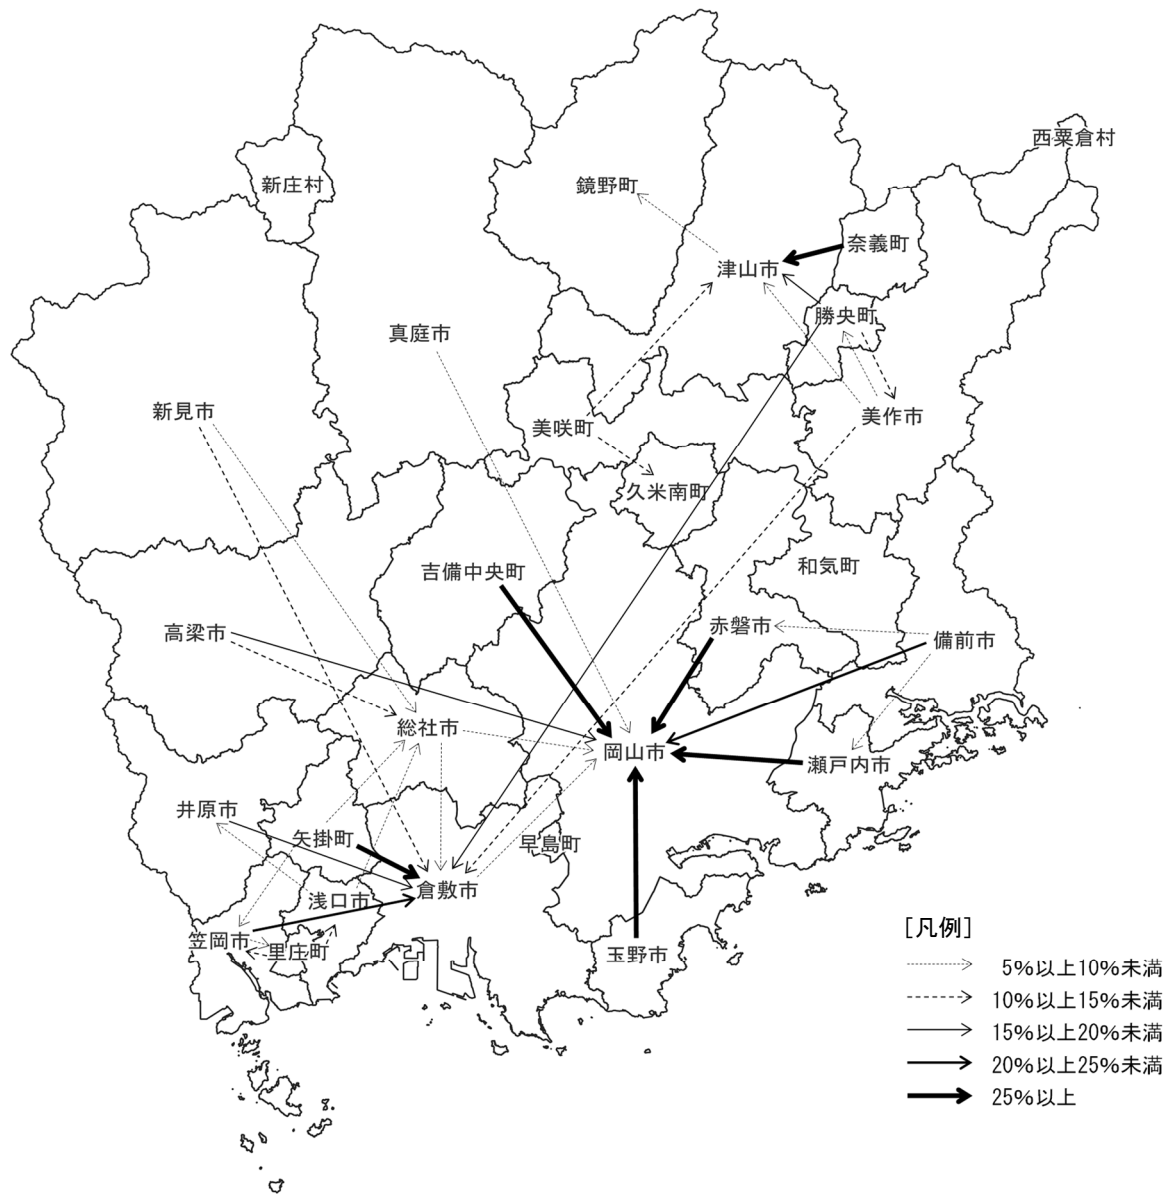 西粟倉村
新庄村
鏡野町
奈義町
津山市
勝央町
真庭市
新見市
美作市
美咲町
久米南町
和気町
吉備中央町
赤磐市
高梁市
備前市
総社市
岡山市
瀬戸内市
井原市
矢掛町
早島町
倉敷市
浅口市
笠岡市
里庄町
玉野市
[凡例]
5%以上10%未満
10%以上15%未満
15%以上20%未満
20%以上25%未満
25%以上